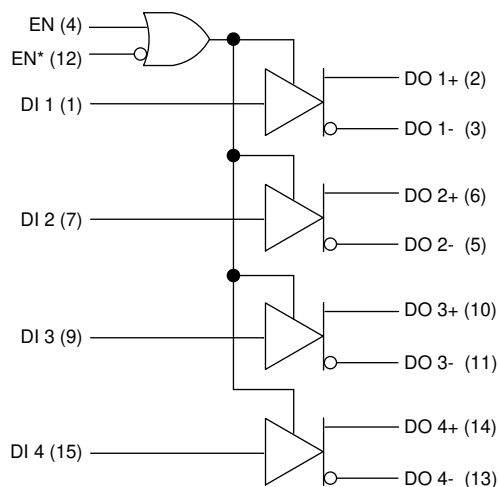 EN (4)
EN* (12)
DI 1 (1)
DO 1+ (2)
DO 1- (3)
DI 2 (7)
DO 2+ (6)
DO 2- (5)
DI 3 (9)
DO 3+ (10)
DO 3- (11)
DI 4 (15)
DO 4+ (14)
DO 4- (13)